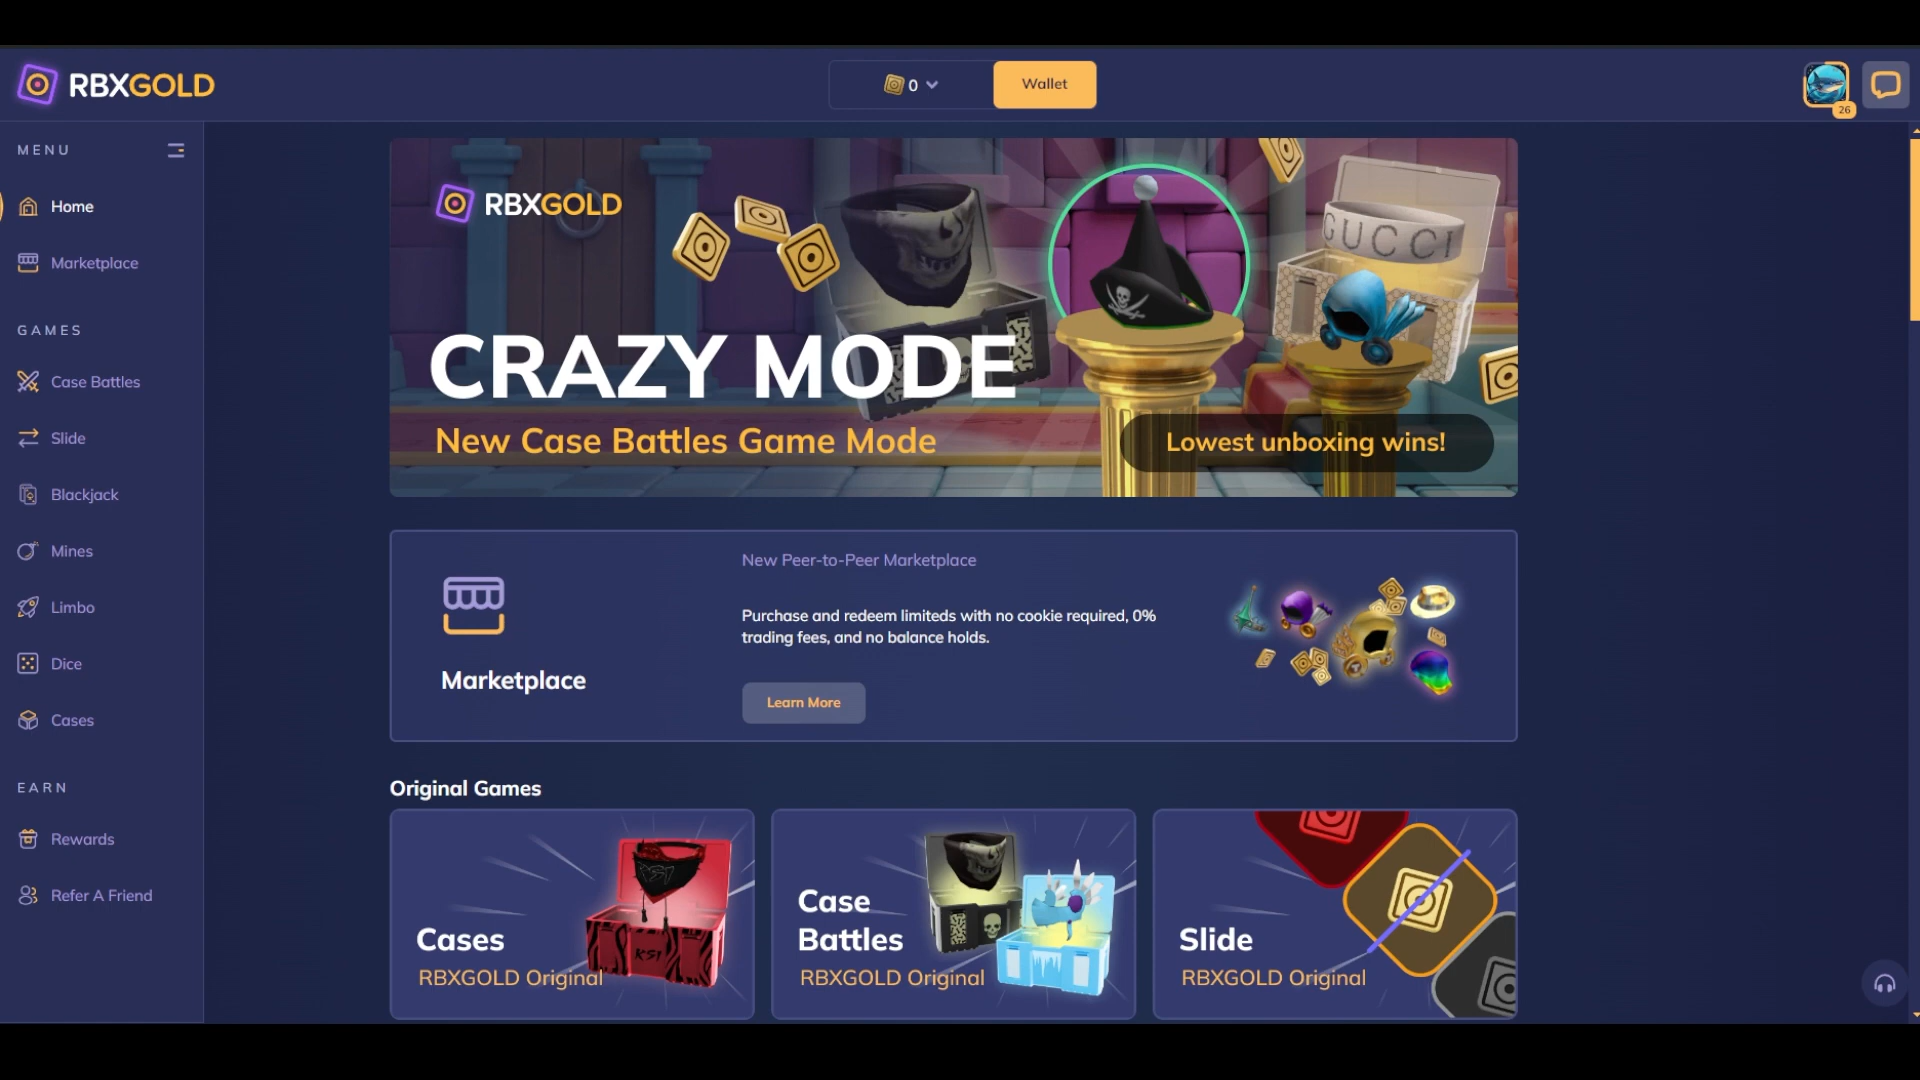 RBXGOLD
0
Wallet
26
MENU
Home
Marketplace
GAMES
Case Battles
Slide
Blackjack
Mines
Limbo
Dice
Cases
EARN
Rewards
Refer A Friend
RBXGOLD
GUCCI
CRAZY MODE
New Case Battles Game Mode
Lowest unboxing wins!
Marketplace
New Peer-to-Peer Marketplace
Purchase and redeem limiteds with no cookie required, 0%
trading fees, and no balance holds.
Learn More
Original Games
Cases
RBXGOLD Original
KSI
KSI
Case
Battles
RBXGOLD Original
Slide
RBXGOLD Original